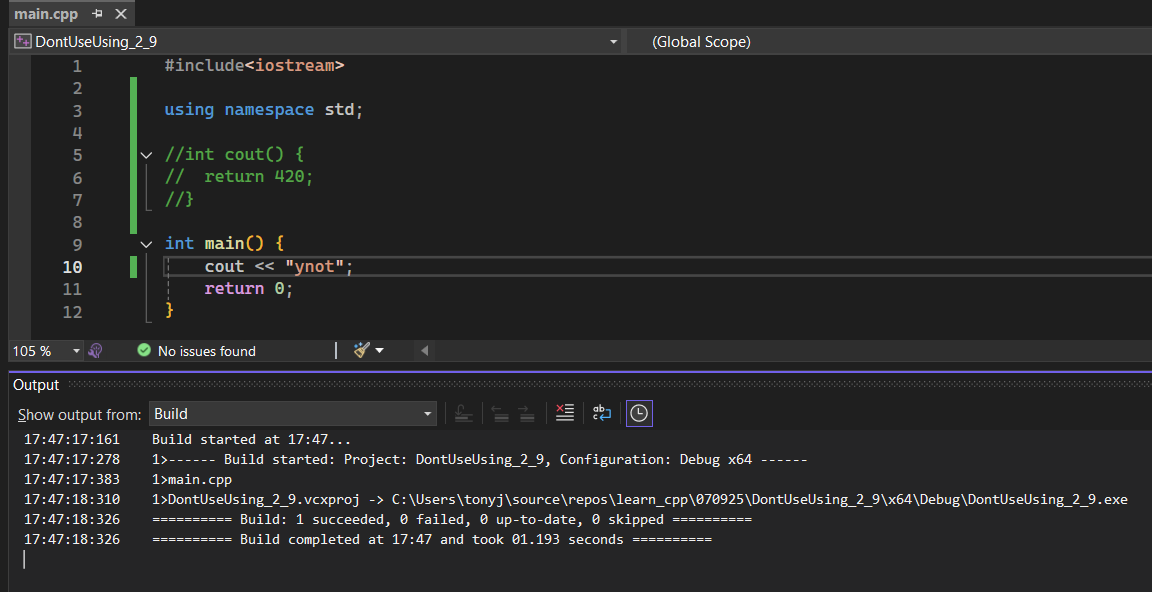 main.cpp
DontUseUsing_2_9 (Global Scope)
1 #include<iostream>
2
3 using namespace std;
4
5 //int cout() {
6 //  return 420;
7 //}
8
9 int main() {
10     cout << "ynot";
11     return 0;
12 }
105 % No issues found
Output
Show output from: Build
17:47:17:161 Build started at 17:47...
17:47:17:278 1>------ Build started: Project: DontUseUsing_2_9, Configuration: Debug x64 ------
17:47:17:383 1>main.cpp
17:47:18:310 1>DontUseUsing_2_9.vcxproj -> C:\Users\tonyj\source\repos\learn_cpp\070925\DontUseUsing_2_9\x64\Debug\DontUseUsing_2_9.exe
17:47:18:326 ========== Build: 1 succeeded, 0 failed, 0 up-to-date, 0 skipped ==========
17:47:18:326 ========== Build completed at 17:47 and took 01.193 seconds ==========